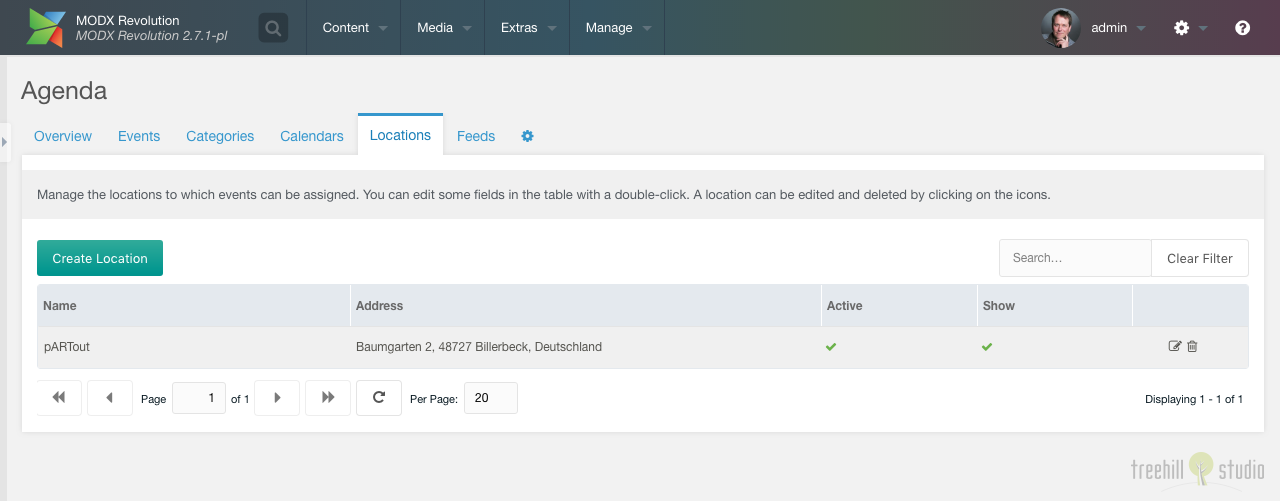 MODX Revolution
MODX Revolution 2.7.1-pl
Content
Media
Extras
Manage
admin
Agenda
Overview
Events
Categories
Calendars
Locations
Feeds
Manage the locations to which events can be assigned. You can edit some fields in the table with a double-click. A location can be edited and deleted by clicking on the icons.
Create Location
Search...
Clear Filter
Name Address Active Show
pARTout Baumgarten 2, 48727 Billerbeck, Deutschland
Page 1 of 1
Per Page: 20
Displaying 1 - 1 of 1
treehill studio